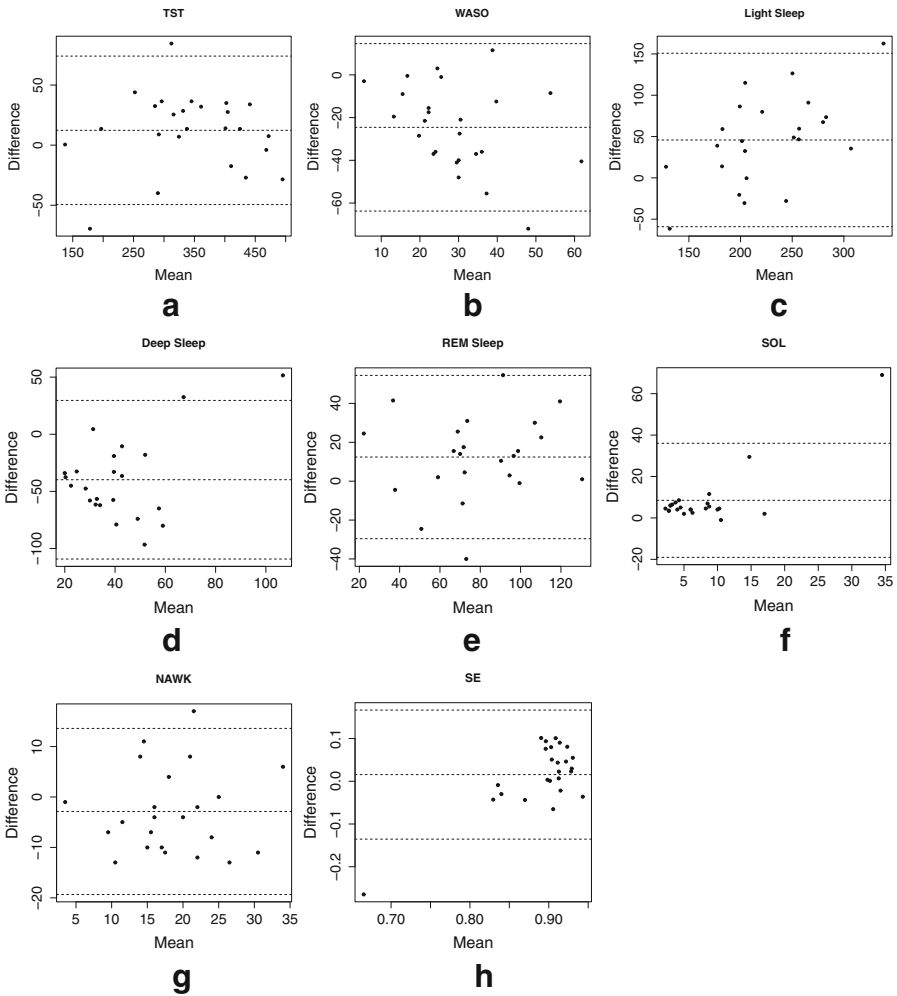 TST WASO Light Sleep
Difference
50
0
−50
150 250 350 450
Mean
a
Difference
0
−20
−40
−60
10 20 30 40 50 60
Mean
b
Difference
150
100
50
0
−50
150 200 250 300
Mean
c
Deep Sleep REM Sleep SOL
Difference
50
0
−50
−100
20 40 60 80 100
Mean
d
Difference
40
20
0
−20
−40
20 40 60 80 100 120
Mean
e
Difference
60
40
20
0
−20
5 10 15 20 25 30 35
Mean
f
NAWK SE
Difference
10
0
−10
−20
5 10 15 20 25 30 35
Mean
g
Difference
0.1
0.0
−0.1
−0.2
0.70 0.80 0.90
Mean
h